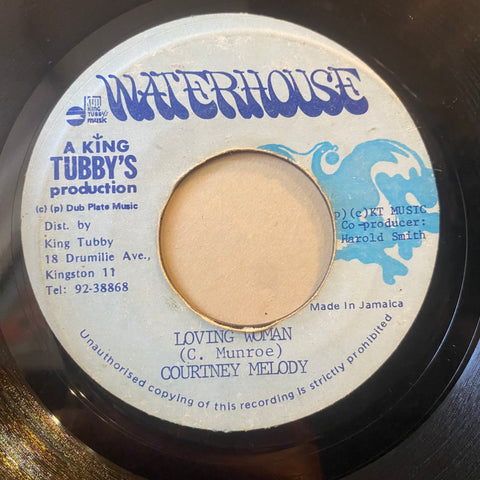 WATERHOUSE
KING
TUBBY'S
music
A KING
TUBBY'S
production
(c) (p) Dub Plate Music
Dist. by
King Tubby
18 Drumilie Ave.,
Kingston 11
Tel: 92-38868
p)(c)KT MUSIC
Co-producer:
Harold Smith
Made In Jamaica
LOVING WOMAN
(C. Munroe)
COURTNEY MELODY
Unauthorised copying of this recording is strictly prohibited